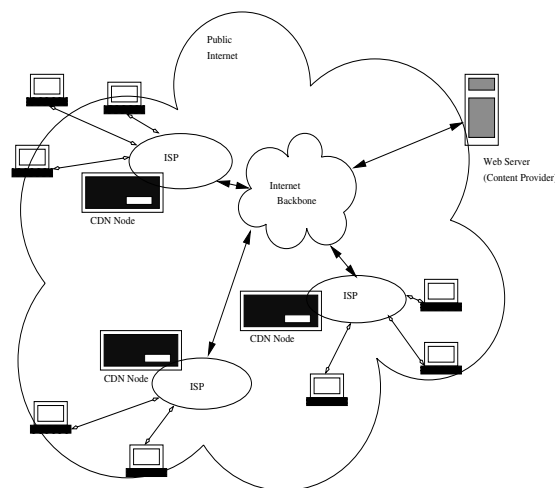 Public
Internet
ISP
CDN Node
Internet
Backbone
Web Server
(Content Provider)
ISP
CDN Node
CDN Node
ISP